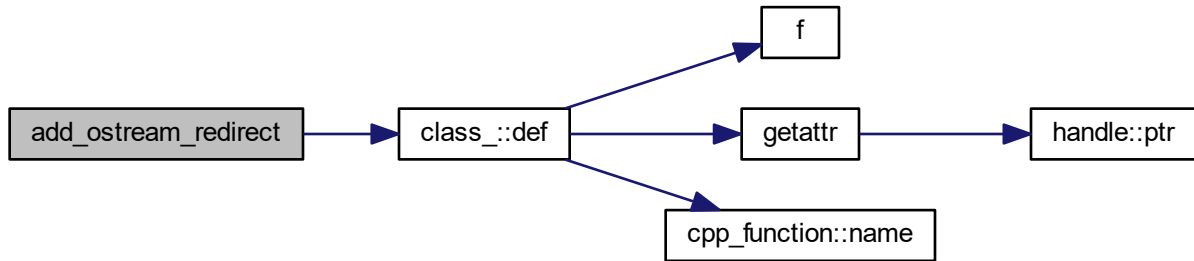 f
add_ostream_redirect
class_::def
getattr
handle::ptr
cpp_function::name